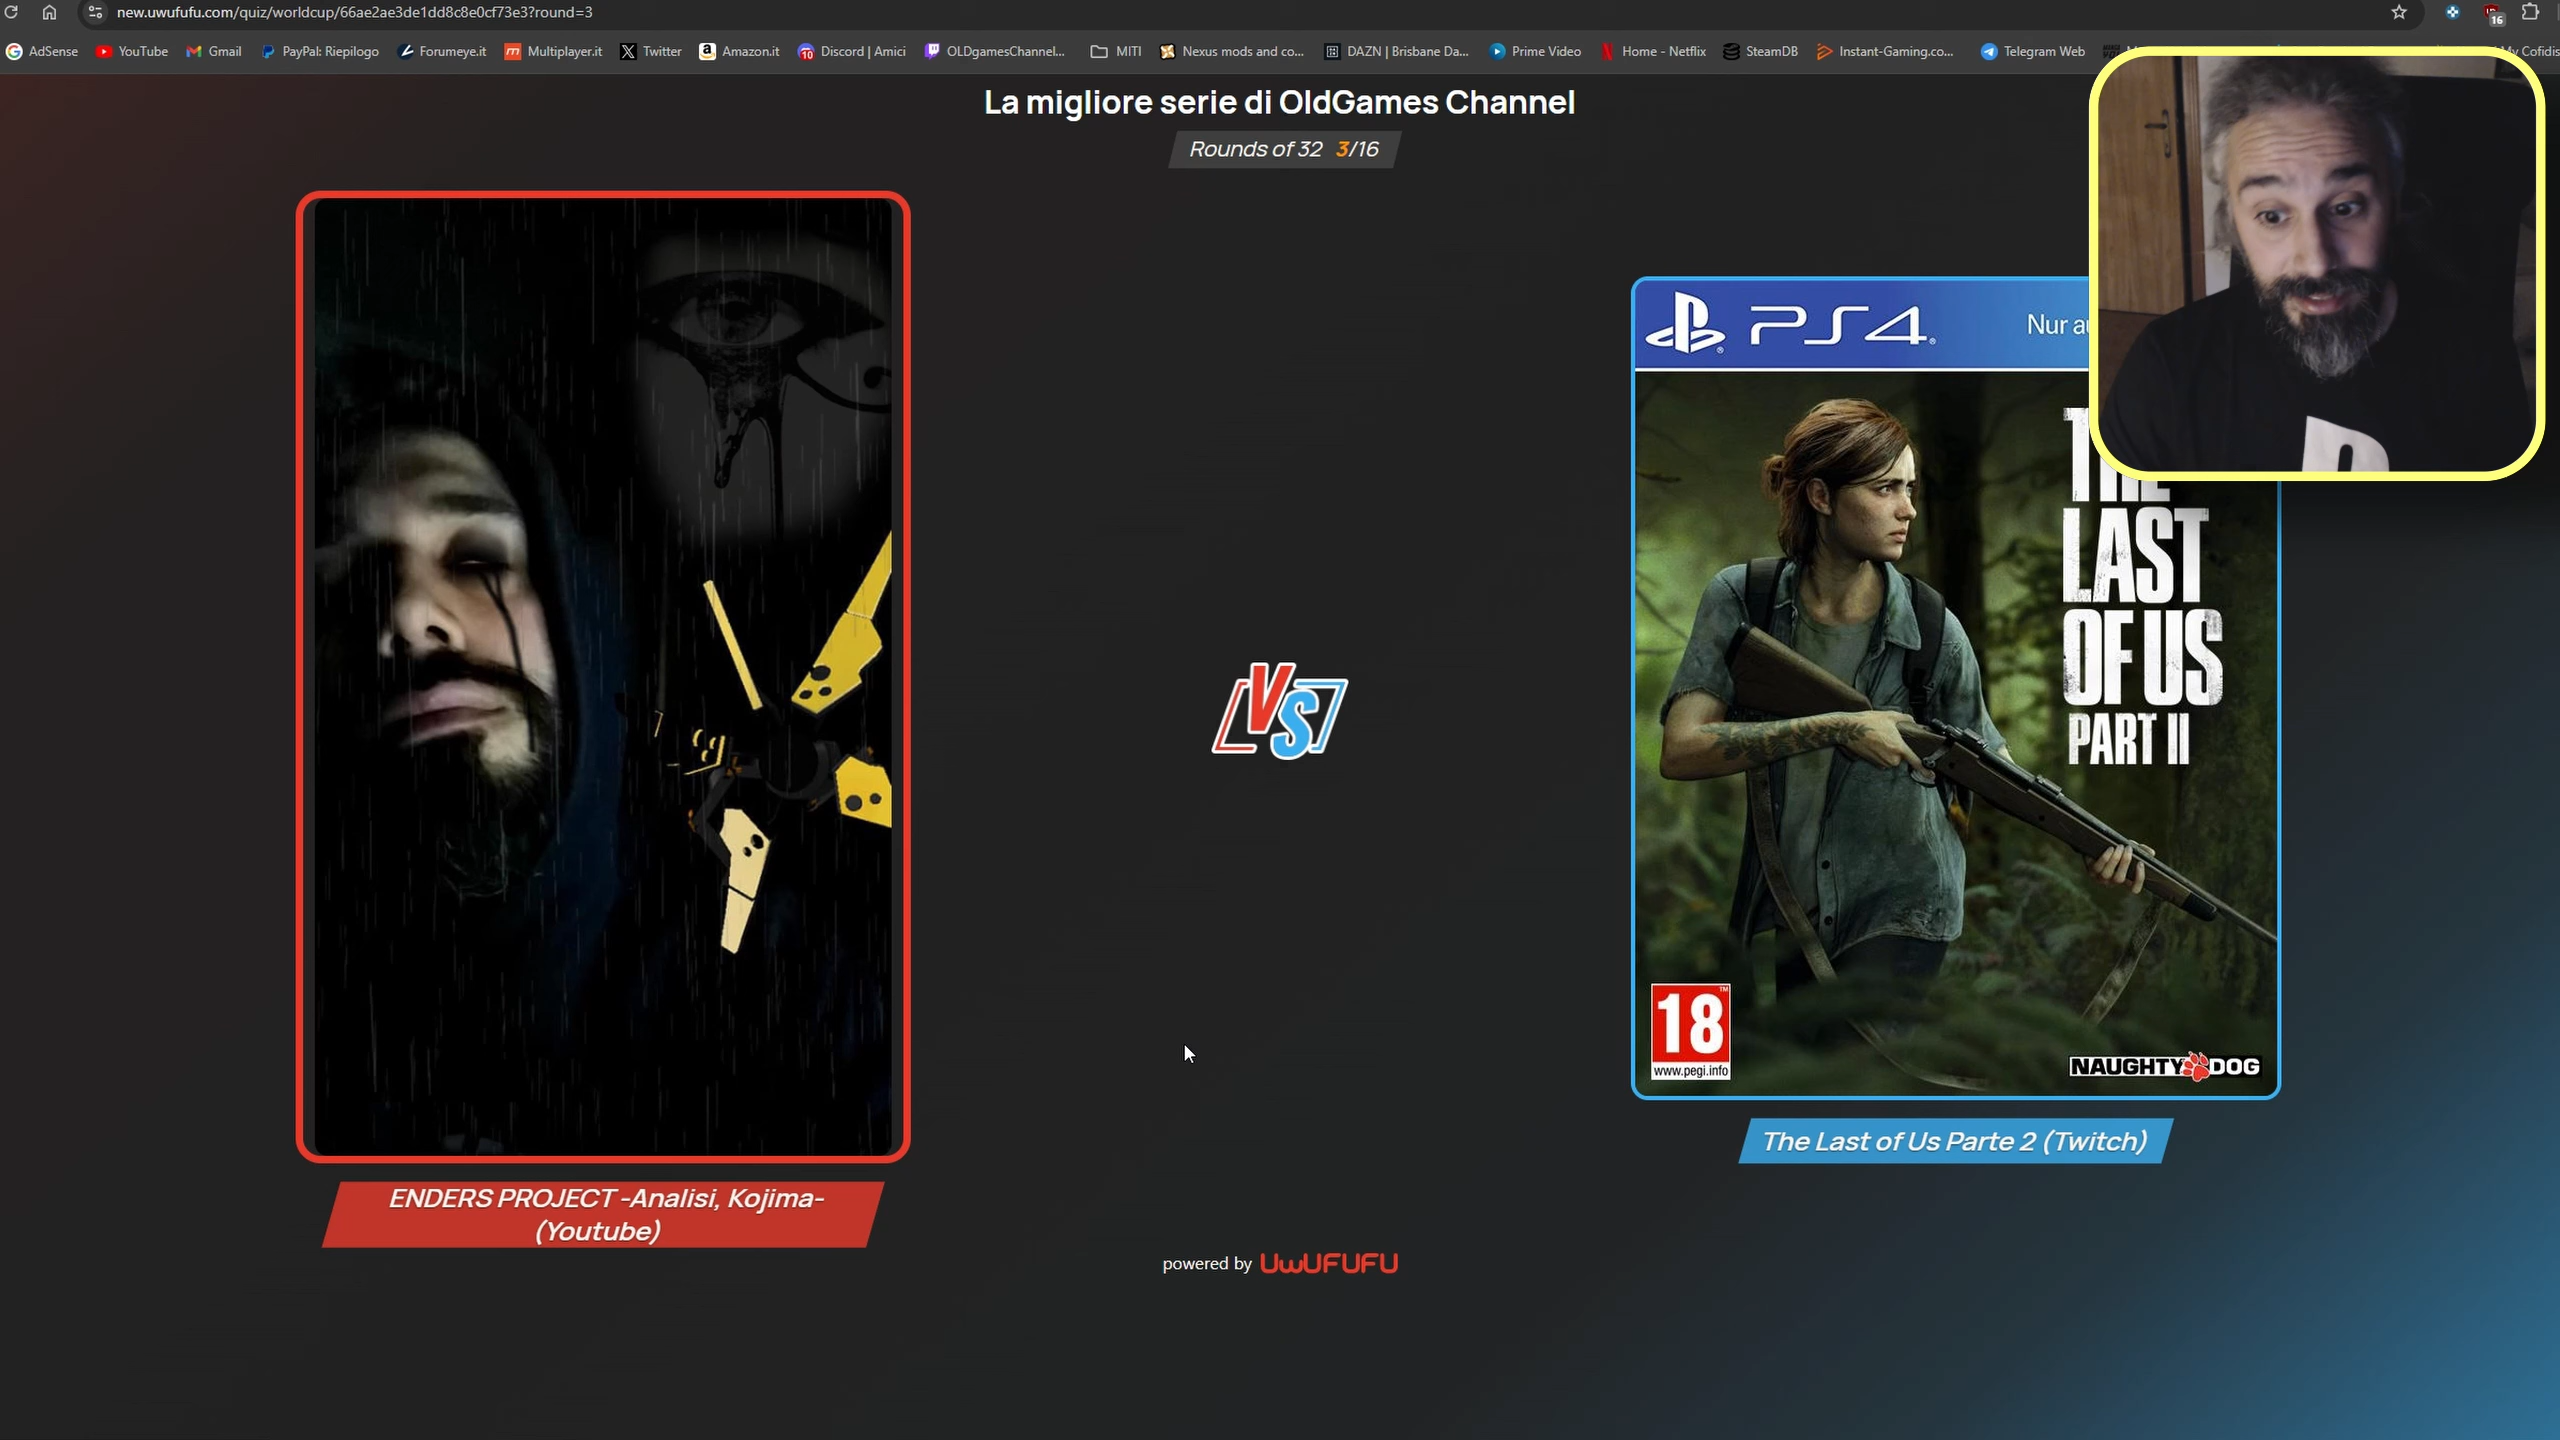 new.uwufufu.com/quiz/worldcup/66ae2ae3de1dd8c8e0cf73e3?round=3
16
AdSense YouTube Gmail PayPal: Riepilogo Forumeye.it Multiplayer.it Twitter Amazon.it Discord | Amici OLDgamesChannel... MITI Nexus mods and co... DAZN | Brisbane Da... Prime Video Home - Netflix SteamDB Instant-Gaming.co... Telegram Web My Cofidis
La migliore serie di OldGames Channel
Rounds of 32 3/16
PS4 Nur
THE
LAST
OF US
PART II
18
www.pegi.info
NAUGHTY DOG
VS
ENDERS PROJECT -Analisi, Kojima-
(Youtube)
The Last of Us Parte 2 (Twitch)
powered by UwUFUFU